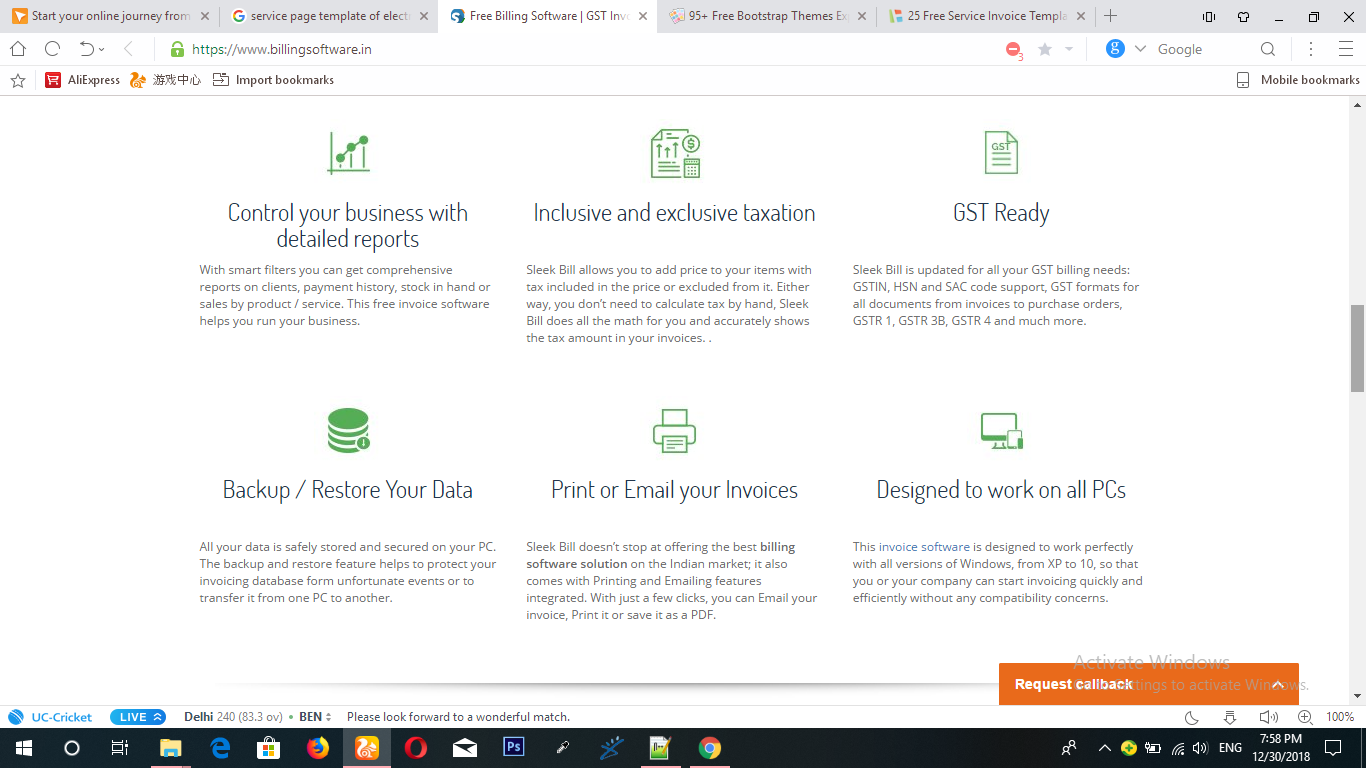 Start your online journey from
service page template of elect
Free Billing Software | GST Inv
95+ Free Bootstrap Themes Ex
25 Free Service Invoice Templa
https://www.billingsoftware.in
3
g
Google
AliExpress
游戏中心
Import bookmarks
Mobile bookmarks
Control your business with
detailed reports
With smart filters you can get comprehensive
reports on clients, payment history, stock in hand or
sales by product / service. This free invoice software
helps you run your business.
$
Inclusive and exclusive taxation
Sleek Bill allows you to add price to your items with
tax included in the price or excluded from it. Either
way, you don't need to calculate tax by hand, Sleek
Bill does all the math for you and accurately shows
the tax amount in your invoices. .
GST
GST Ready
Sleek Bill is updated for all your GST billing needs:
GSTIN, HSN and SAC code support, GST formats for
all documents from invoices to purchase orders,
GSTR 1, GSTR 3B, GSTR 4 and much more.
Backup / Restore Your Data
All your data is safely stored and secured on your PC.
The backup and restore feature helps to protect your
invoicing database form unfortunate events or to
transfer it from one PC to another.
Print or Email your Invoices
Sleek Bill doesn't stop at offering the best billing
software solution on the Indian market; it also
comes with Printing and Emailing features
integrated. With just a few clicks, you can Email your
invoice, Print it or save it as a PDF.
Designed to work on all PCs
This invoice software is designed to work perfectly
with all versions of Windows, from XP to 10, so that
you or your company can start invoicing quickly and
efficiently without any compatibility concerns.
Activate Windows
Go to Settings to activate Windows.
Request callback
UC-Cricket
LIVE
Delhi 240 (83.3 ov) • BEN
Please look forward to a wonderful match.
100%
Ps
ENG
7:58 PM
12/30/2018